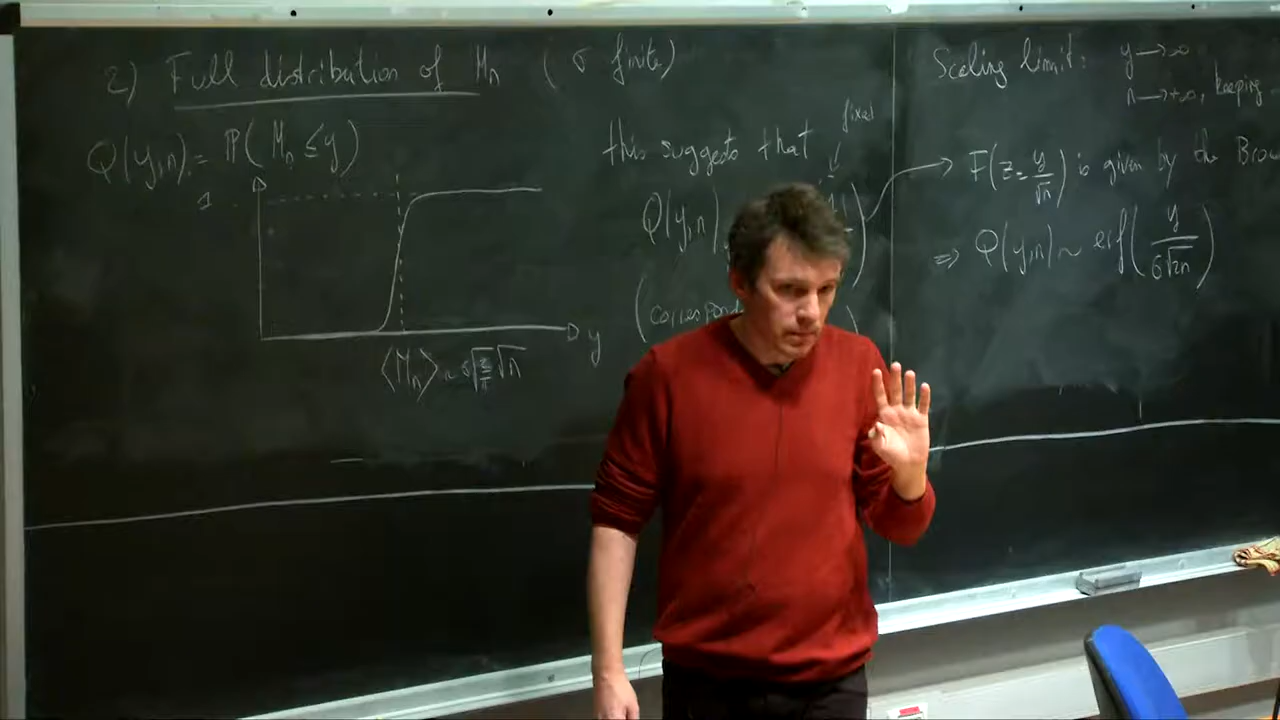 2) Full distribution of Mₙ ( σ finite)
Q(y,n) = ℙ( Mₙ ≤ y)
1
y
⟨Mₙ⟩ ~ σ√(2/π) √n
fixed
this suggests that
Q(y,n)
(correspond
Scaling limit: y → ∞
n → +∞, keeping
F(z = y/√n) is given by the Brow
⇒ Q(y,n) ~ erf( y/(σ√2n) )